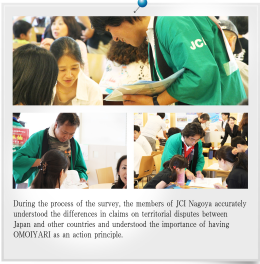 JCI
During the process of the survey, the members of JCI Nagoya accurately
understood the differences in claims on territorial disputes between
Japan and other countries and understood the importance of having
OMOIYARI as an action principle.